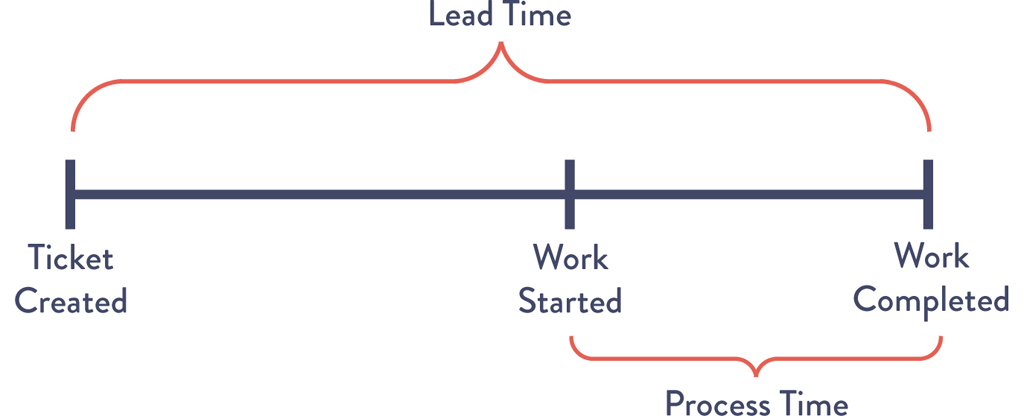 Lead Time
Ticket
Created
Work
Started
Work
Completed
Process Time